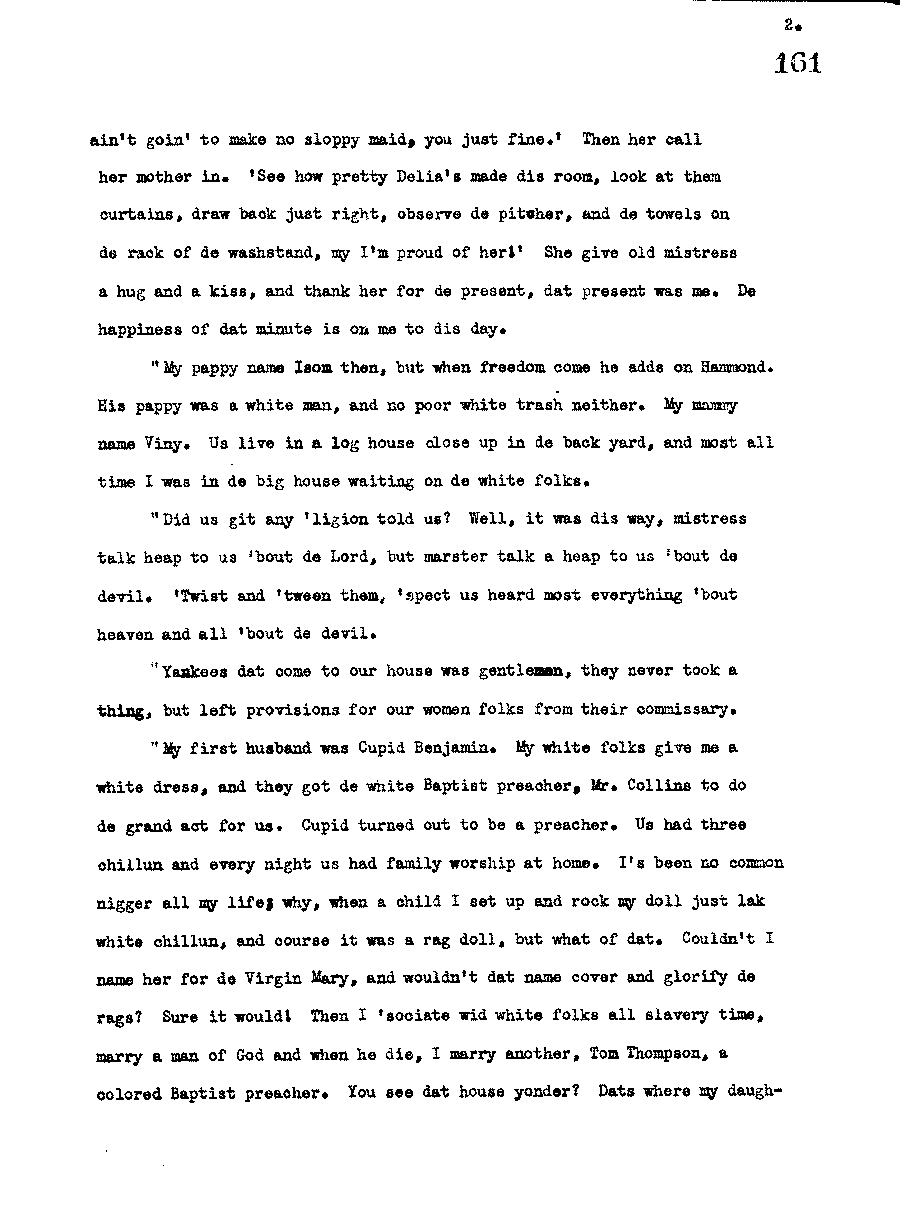 2.
161
ain't goin' to make no sloppy maid, you just fine.' Then her call
her mother in. 'See how pretty Delia's made dis room, look at them
curtains, draw back just right, observe de pitcher, and de towels on
de rack of de washstand, my I'm proud of her!' She give old mistress
a hug and a kiss, and thank her for de present, dat present was me. De
happiness of dat minute is on me to dis day.
"My pappy name Isom then, but when freedom come he adds on Hammond.
His pappy was a white man, and no poor white trash neither. My mammy
name Viny. Us live in a log house close up in de back yard, and most all
time I was in de big house waiting on de white folks.
"Did us git any 'ligion told us? Well, it was dis way, mistress
talk heap to us 'bout de Lord, but marster talk a heap to us 'bout de
devil. 'Twist and 'tween them, 'spect us heard most everything 'bout
heaven and all 'bout de devil.
"Yankees dat come to our house was gentlemen, they never took a
thing, but left provisions for our women folks from their commissary.
"My first husband was Cupid Benjamin. My white folks give me a
white dress, and they got de white Baptist preacher, Mr. Collins to do
de grand act for us. Cupid turned out to be a preacher. Us had three
chillun and every night us had family worship at home. I's been no common
nigger all my life; why, when a child I set up and rock my doll just lak
white chillun, and course it was a rag doll, but what of dat. Couldn't I
name her for de Virgin Mary, and wouldn't dat name cover and glorify de
rags? Sure it would! Then I 'sociate wid white folks all slavery time,
marry a man of God and when he die, I marry another, Tom Thompson, a
colored Baptist preacher. You see dat house yonder? Dats where my daugh-